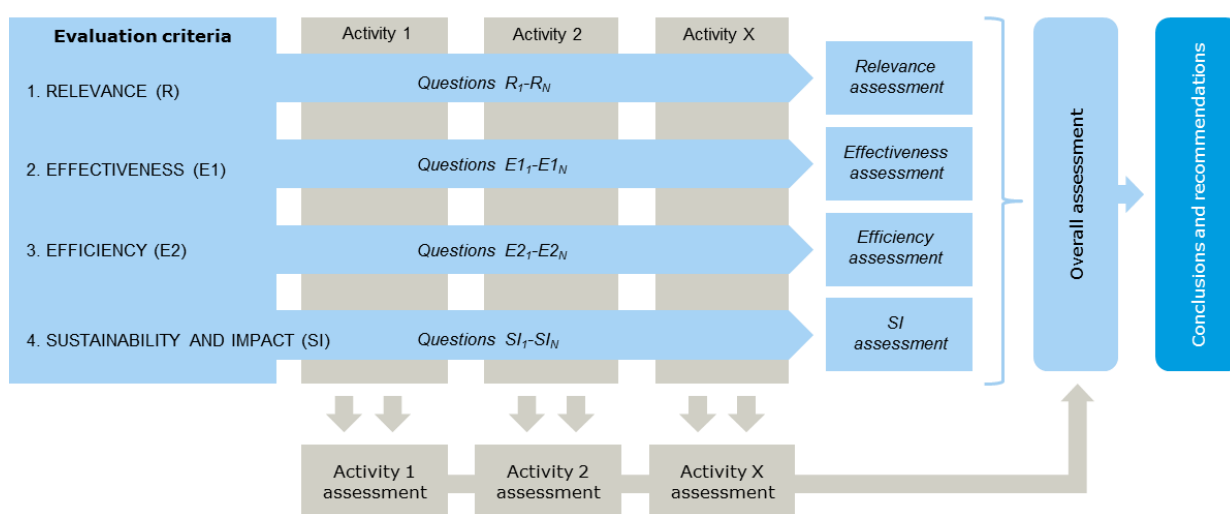 Evaluation criteria
Activity 1
Activity 2
Activity X
1. RELEVANCE (R)
Questions R1-RN
Relevance
assessment
2. EFFECTIVENESS (E1)
Questions E11-E1N
Effectiveness
assessment
3. EFFICIENCY (E2)
Questions E21-E2N
Efficiency
assessment
4. SUSTAINABILITY AND IMPACT (SI)
Questions SI1-SIN
SI
assessment
Overall assessment
Conclusions and recommendations
Activity 1
assessment
Activity 2
assessment
Activity X
assessment